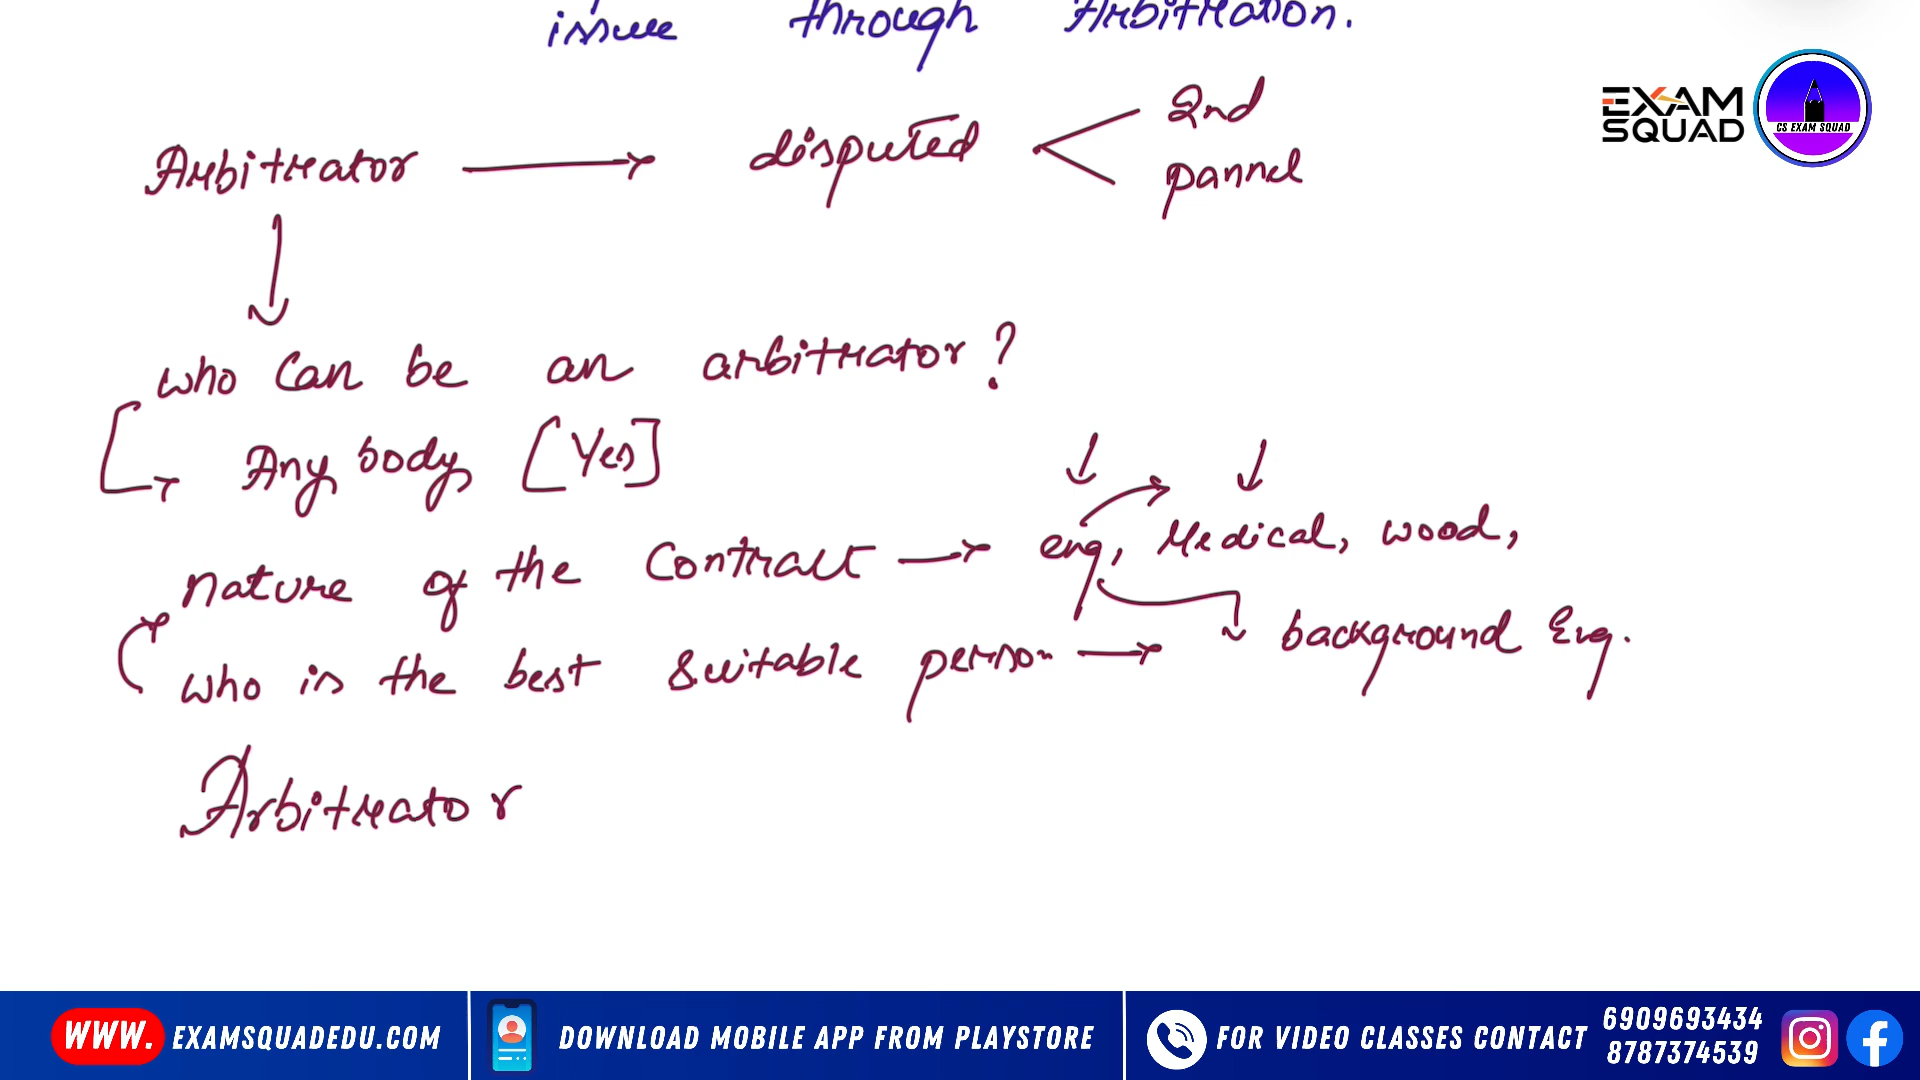 issue through Arbitration.
EXAM SQUAD
CS EXAM SQUAD
Arbitrator → disputed 2nd
pannel
who can be an arbitrator?
→ Any body [Yes]
nature of the Contract → eng, Medical, wood,
who is the best suitable person → background Eng.
Arbitrator
WWW. EXAMSQUADEDU.COM
DOWNLOAD MOBILE APP FROM PLAYSTORE
FOR VIDEO CLASSES CONTACT
6909693434
8787374539